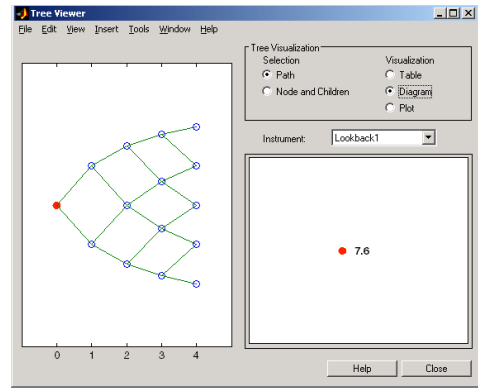 Tree Viewer
File Edit View Insert Tools Window Help
Tree Visualization
Selection
Visualization
Path
Table
Node and Children
Diagram
Plot
Instrument: Lookback1
7.6
0 1 2 3 4
Help Close